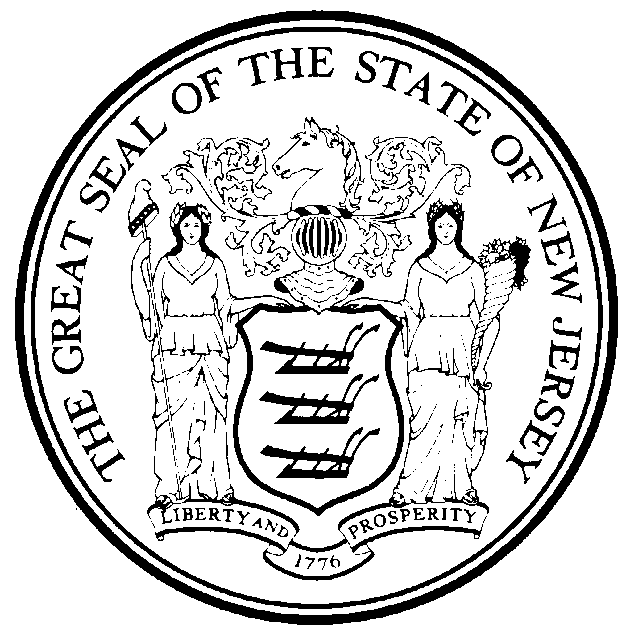 THE GREAT SEAL OF THE STATE OF NEW JERSEY
LIBERTY AND PROSPERITY
1776